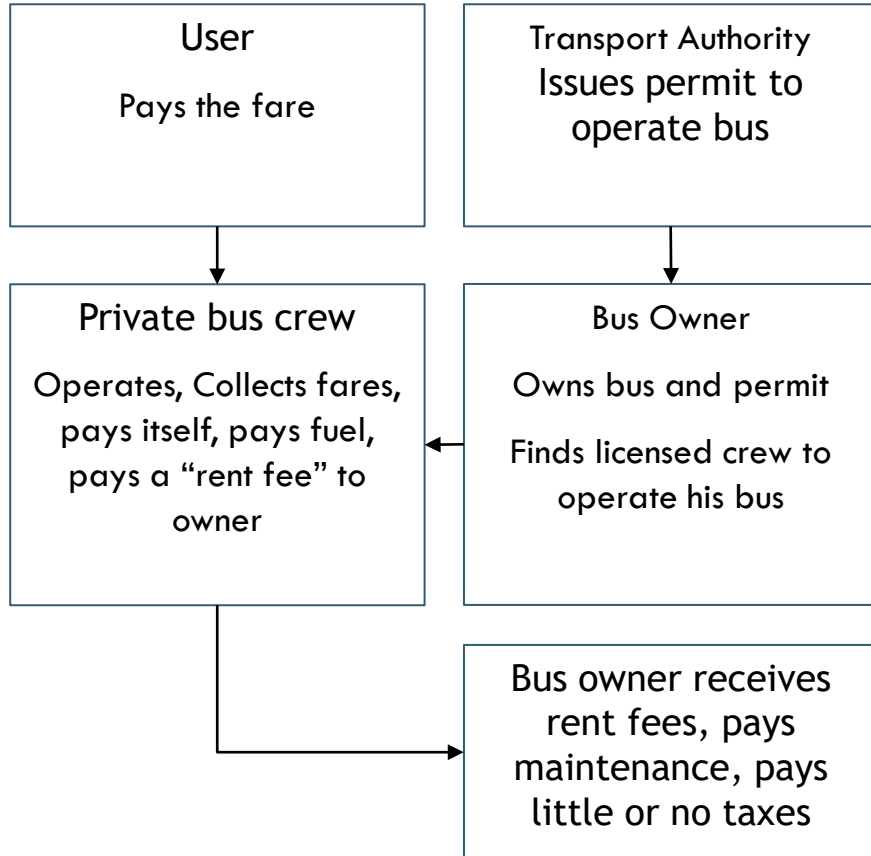 User
Pays the fare
Transport Authority
Issues permit to
operate bus
Private bus crew
Operates, Collects fares,
pays itself, pays fuel,
pays a “rent fee” to
owner
Bus Owner
Owns bus and permit
Finds licensed crew to
operate his bus
Bus owner receives
rent fees, pays
maintenance, pays
little or no taxes